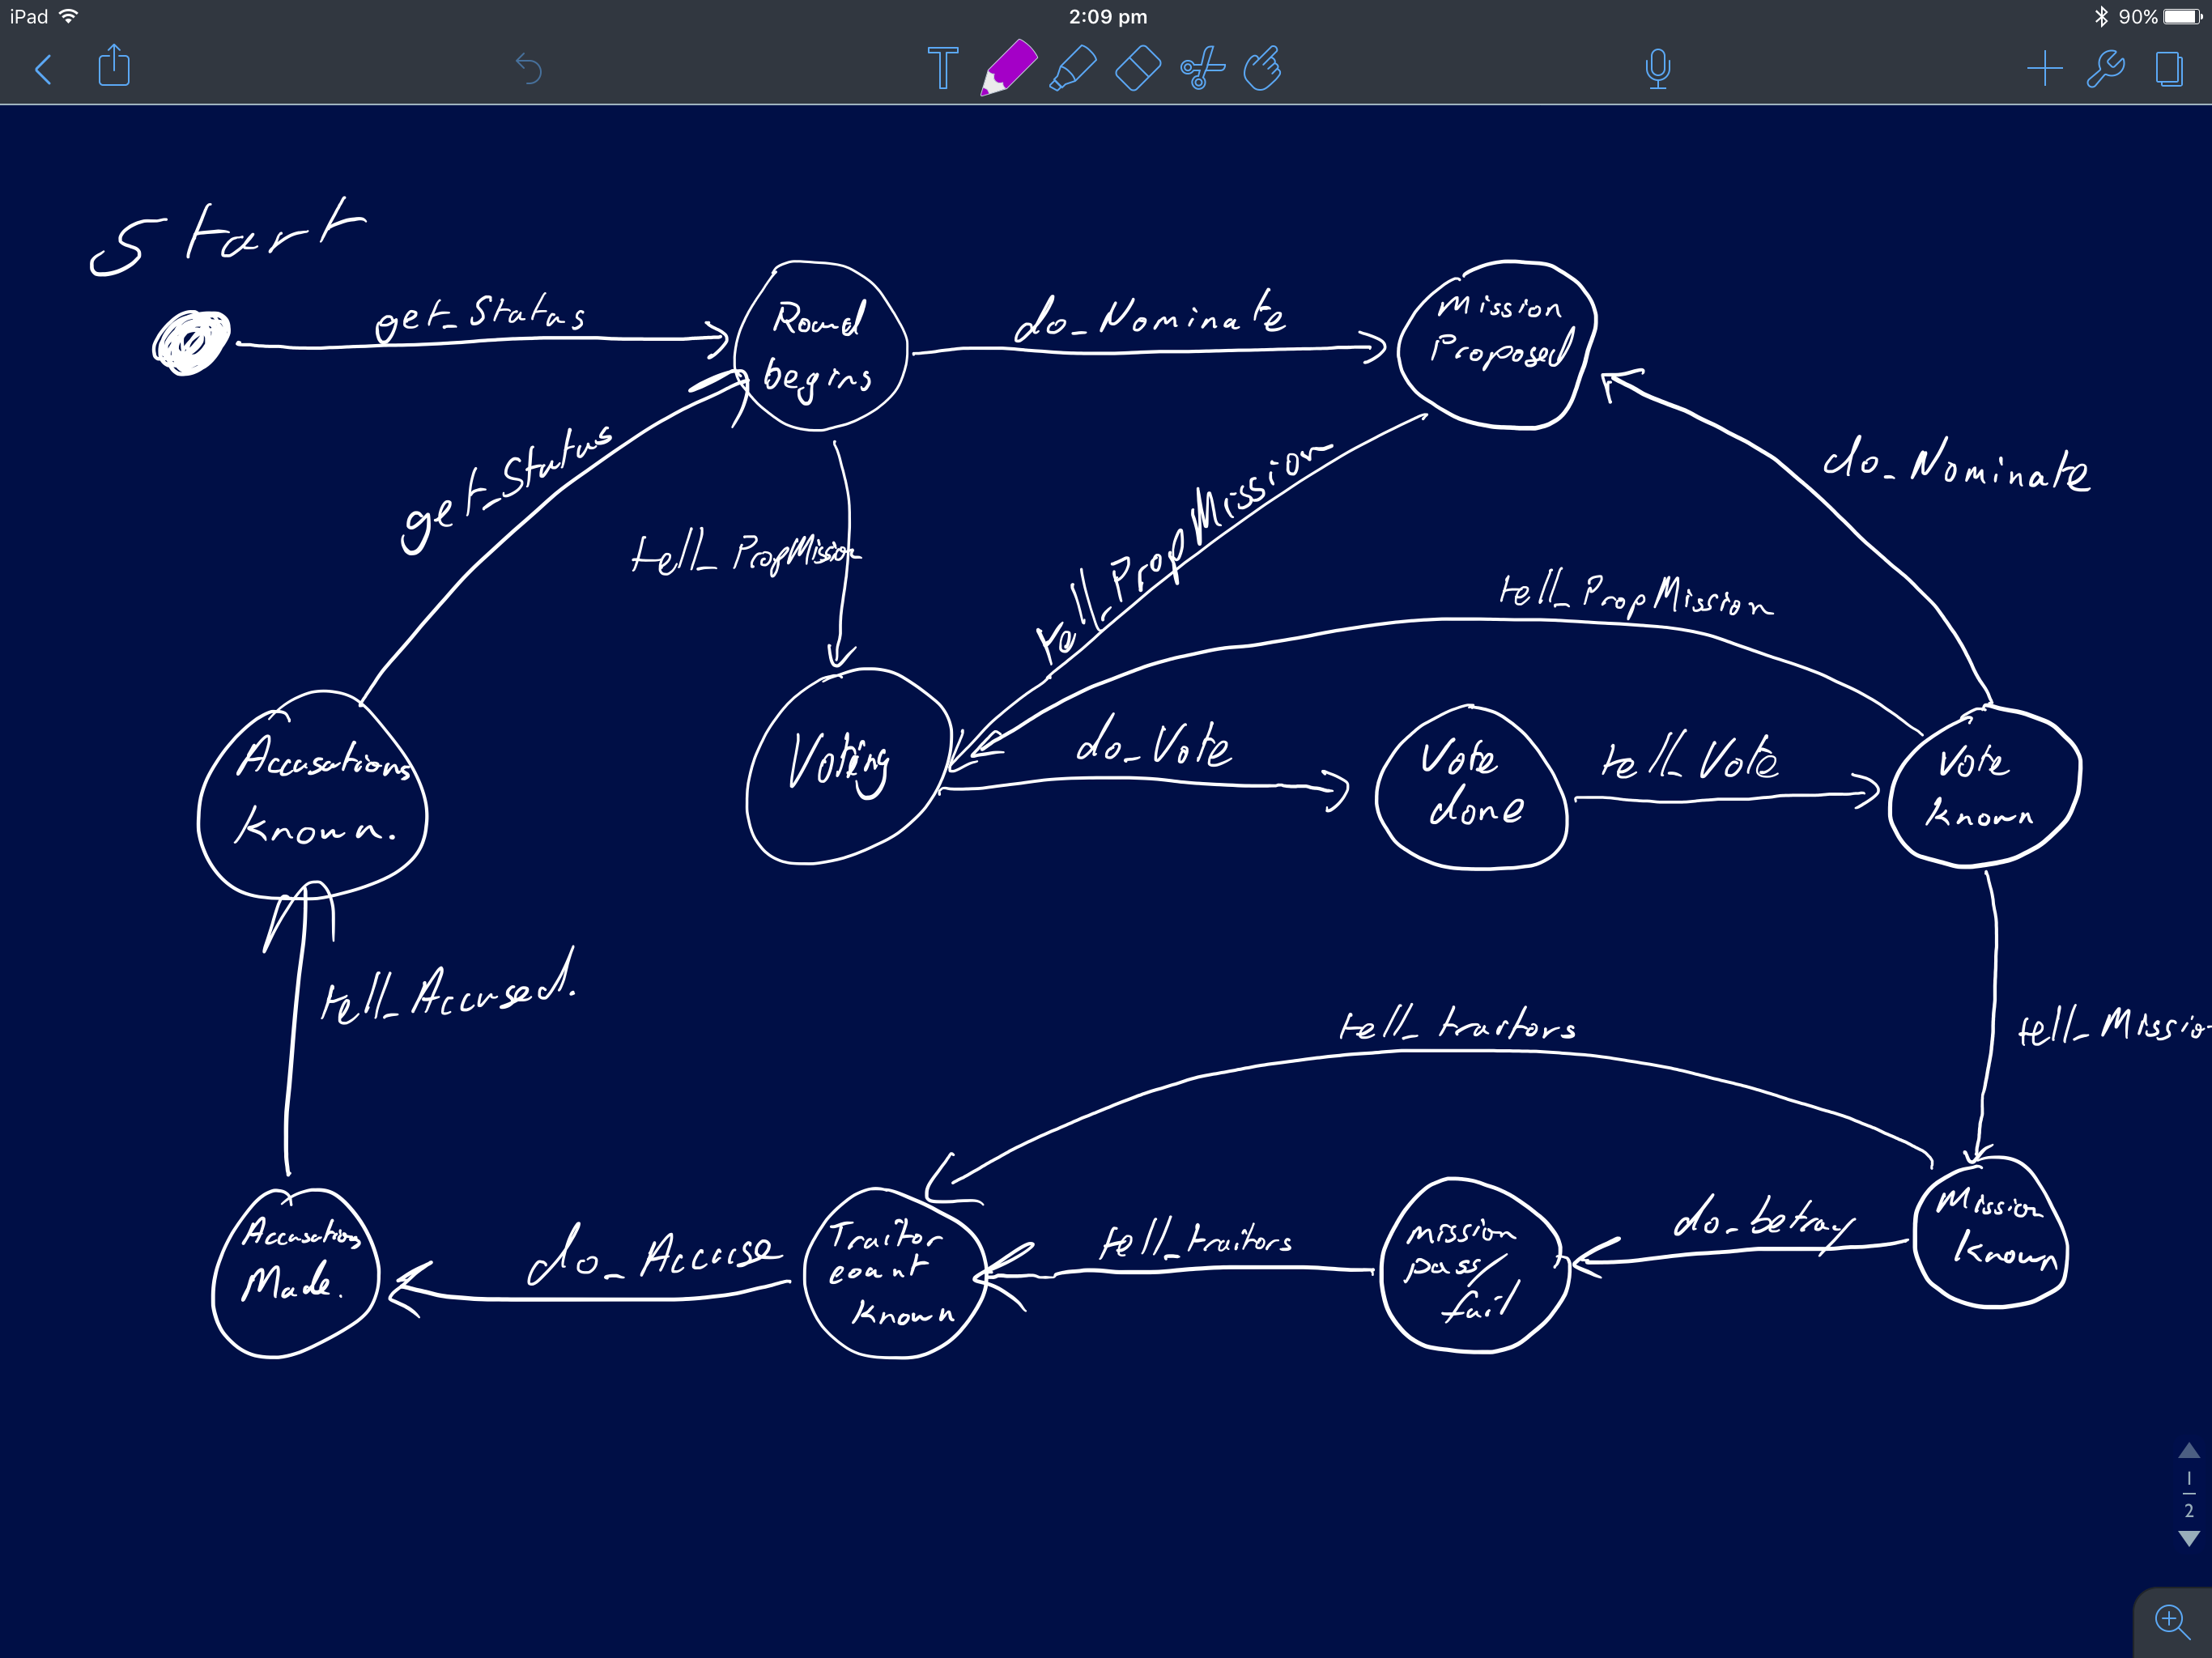 iPad
2:09 pm
90%
T
Start
get_Status
Round
begins
do_Nominate
Mission
Proposed
get_Status
tell_PropMission
tell_PropMission
do_Nominate
tell_PropMission
Accusations
Known.
Voting
do_Vote
Vote
done
tell_Vote
Vote
Known
tell_Accused.
tell_traitors
tell_Missio
Accusation
Made.
do_Accuse
Traitor
count
Known
tell_traitors
Mission
pass/
fail
do_betray
Mission
Known
1
2